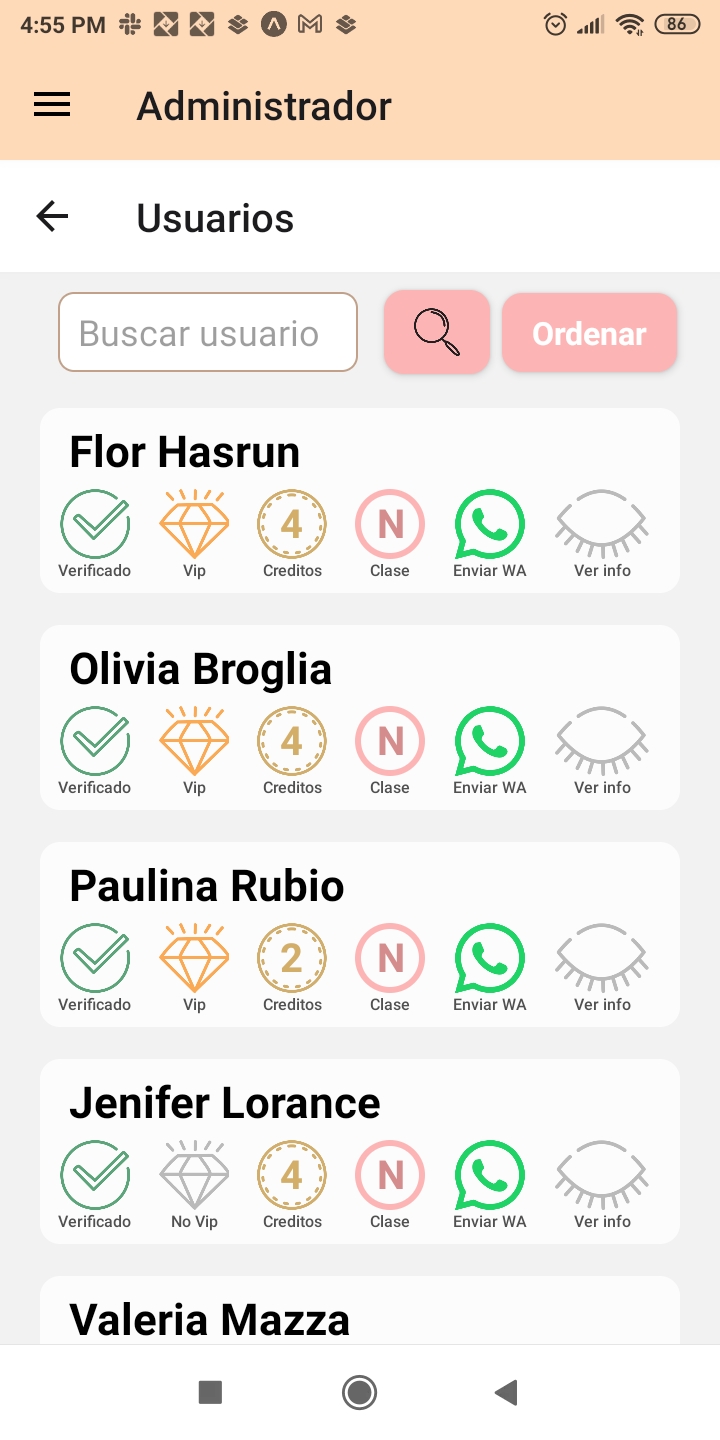 4:55 PM 86
Administrador
Usuarios
Buscar usuario Ordenar
Flor Hasrun
4 N
Verificado Vip Creditos Clase Enviar WA Ver info
Olivia Broglia
4 N
Verificado Vip Creditos Clase Enviar WA Ver info
Paulina Rubio
2 N
Verificado Vip Creditos Clase Enviar WA Ver info
Jenifer Lorance
4 N
Verificado No Vip Creditos Clase Enviar WA Ver info
Valeria Mazza